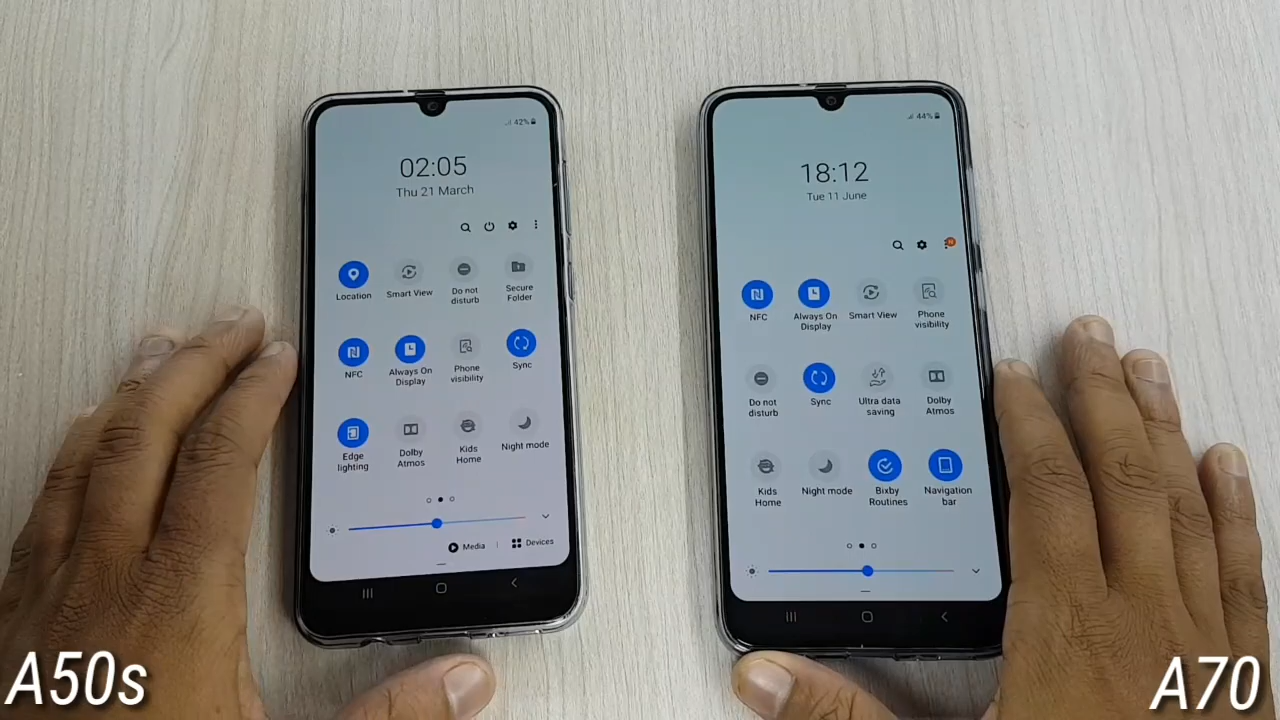 42%
02:05
Thu 21 March
Location
Smart View
Do not
disturb
Secure
Folder
NFC
Always On
Display
Phone
visibility
Sync
Edge
lighting
Dolby
Atmos
Kids
Home
Night mode
Media
Devices
A50s
44%
18:12
Tue 11 June
NFC
Always On
Display
Smart View
Phone
visibility
Do not
disturb
Sync
Ultra data
saving
Dolby
Atmos
Kids
Home
Night mode
Bixby
Routines
Navigation
bar
A70